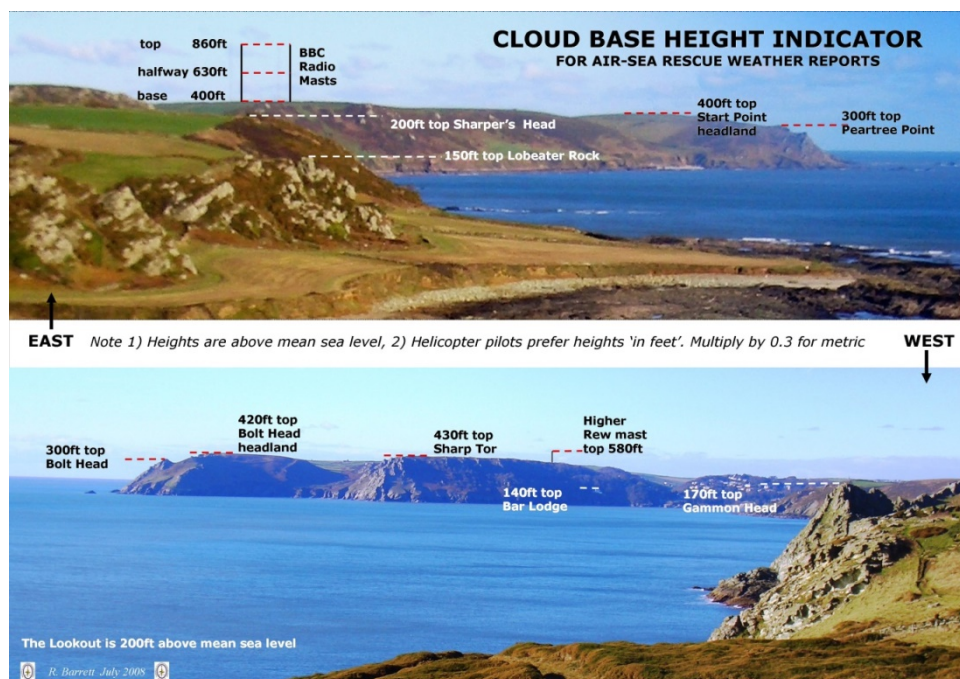 CLOUD BASE HEIGHT INDICATOR
FOR AIR-SEA RESCUE WEATHER REPORTS
top 860ft
halfway 630ft
base 400ft
BBC
Radio
Masts
200ft top Sharper's Head
150ft top Lobeater Rock
400ft top
Start Point
headland
300ft top
Peartree Point
EAST
Note 1) Heights are above mean sea level, 2) Helicopter pilots prefer heights 'in feet'. Multiply by 0.3 for metric
WEST
300ft top
Bolt Head
420ft top
Bolt Head
headland
430ft top
Sharp Tor
Higher
Rew mast
top 580ft
140ft top
Bar Lodge
170ft top
Gammon Head
The Lookout is 200ft above mean sea level
R. Barrett July 2008